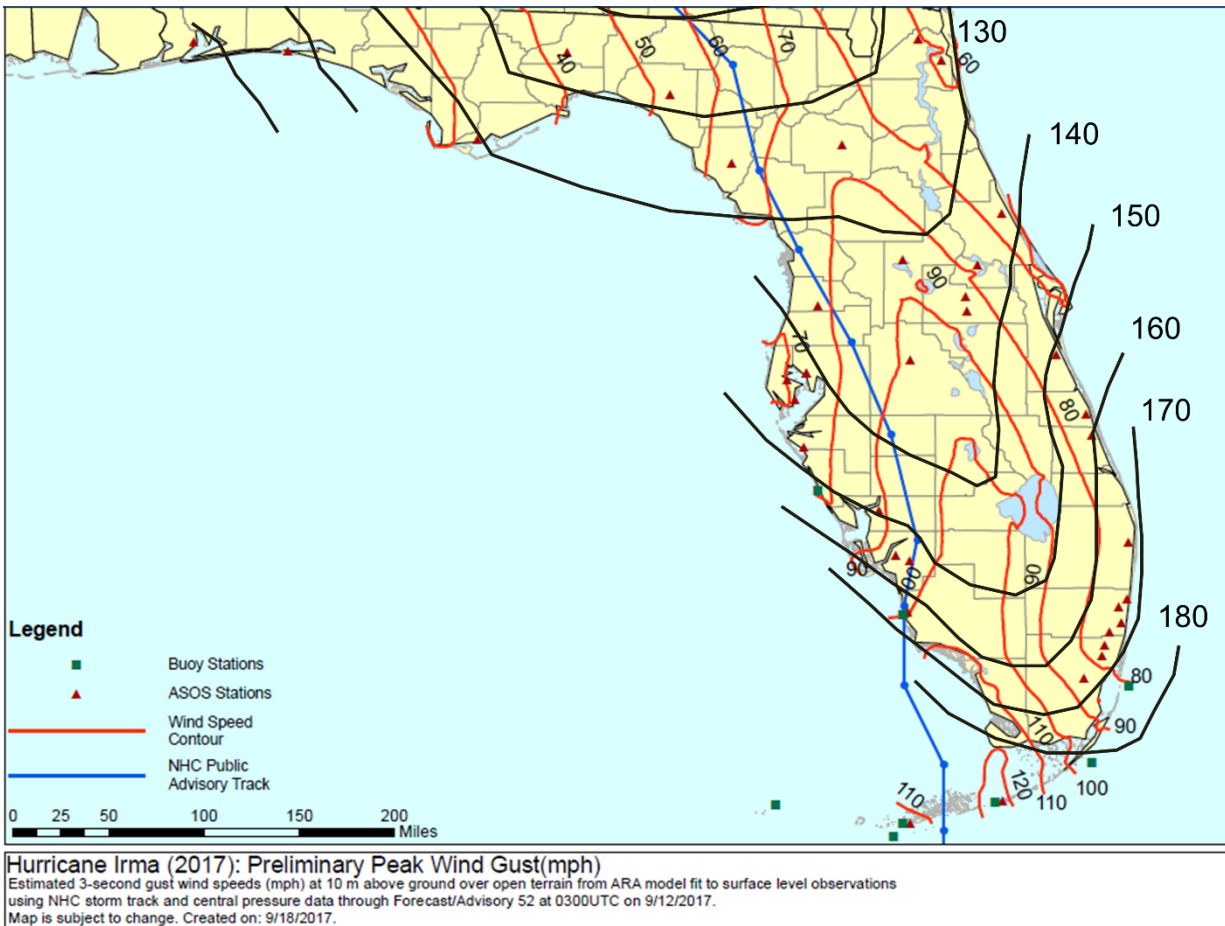 130
60
50
60
70
40
140
150
90
160
70
80
170
90
100
90
180
80
90
110
120
110
100
110
Legend
Buoy Stations
ASOS Stations
Wind Speed
Contour
NHC Public
Advisory Track
0 25 50 100 150 200
Miles
Hurricane Irma (2017): Preliminary Peak Wind Gust(mph)
Estimated 3-second gust wind speeds (mph) at 10 m above ground over open terrain from ARA model fit to surface level observations
using NHC storm track and central pressure data through Forecast/Advisory 52 at 0300UTC on 9/12/2017.
Map is subject to change. Created on: 9/18/2017.